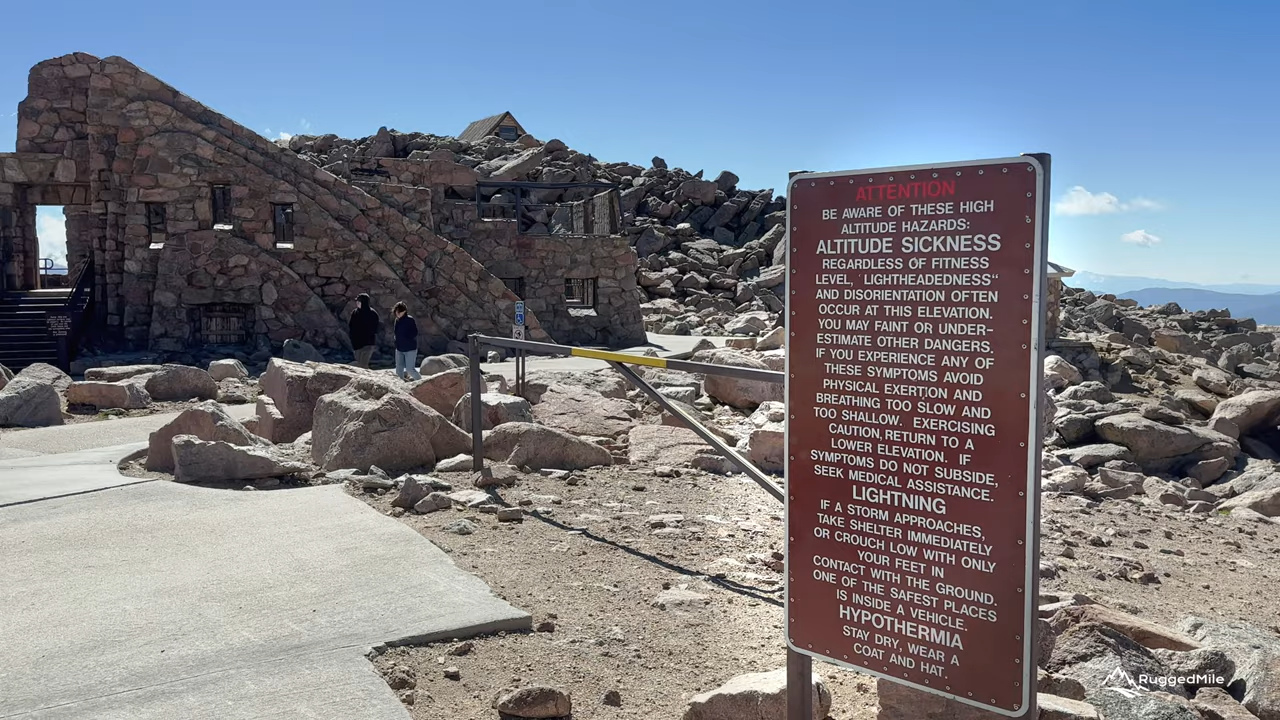 ATTENTION
BE AWARE OF THESE HIGH
ALTITUDE HAZARDS:
ALTITUDE SICKNESS
REGARDLESS OF FITNESS
LEVEL, LIGHTHEADEDNESS“
AND DISORIENTATION OFTEN
OCCUR AT THIS ELEVATION.
YOU MAY FAINT OR UNDER-
ESTIMATE OTHER DANGERS.
IF YOU EXPERIENCE ANY OF
THESE SYMPTOMS AVOID
PHYSICAL EXERTION AND
BREATHING TOO SLOW AND
TOO SHALLOW. EXERCISING
CAUTION, RETURN TO A
LOWER ELEVATION. IF
SYMPTOMS DO NOT SUBSIDE,
SEEK MEDICAL ASSISTANCE.
LIGHTNING
IF A STORM APPROACHES,
TAKE SHELTER IMMEDIATELY
OR CROUCH LOW WITH ONLY
YOUR FEET IN
CONTACT WITH THE GROUND.
ONE OF THE SAFEST PLACES
IS INSIDE A VEHICLE.
HYPOTHERMIA
STAY DRY, WEAR A
COAT AND HAT.
RuggedMile